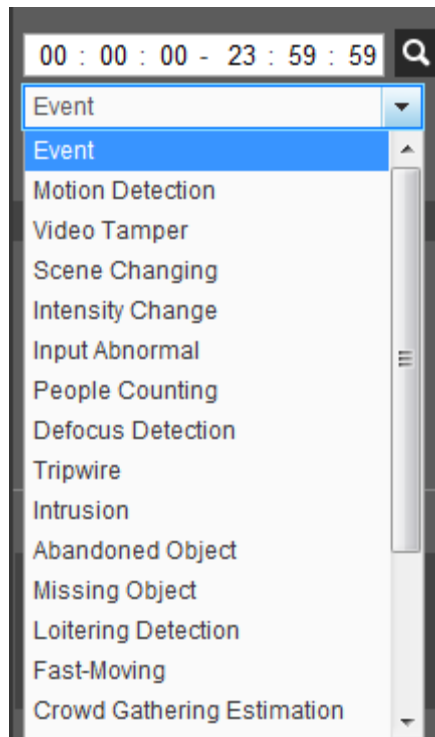 00 : 00 : 00 - 23 : 59 : 59
Event
Event
Motion Detection
Video Tamper
Scene Changing
Intensity Change
Input Abnormal
People Counting
Defocus Detection
Tripwire
Intrusion
Abandoned Object
Missing Object
Loitering Detection
Fast-Moving
Crowd Gathering Estimation